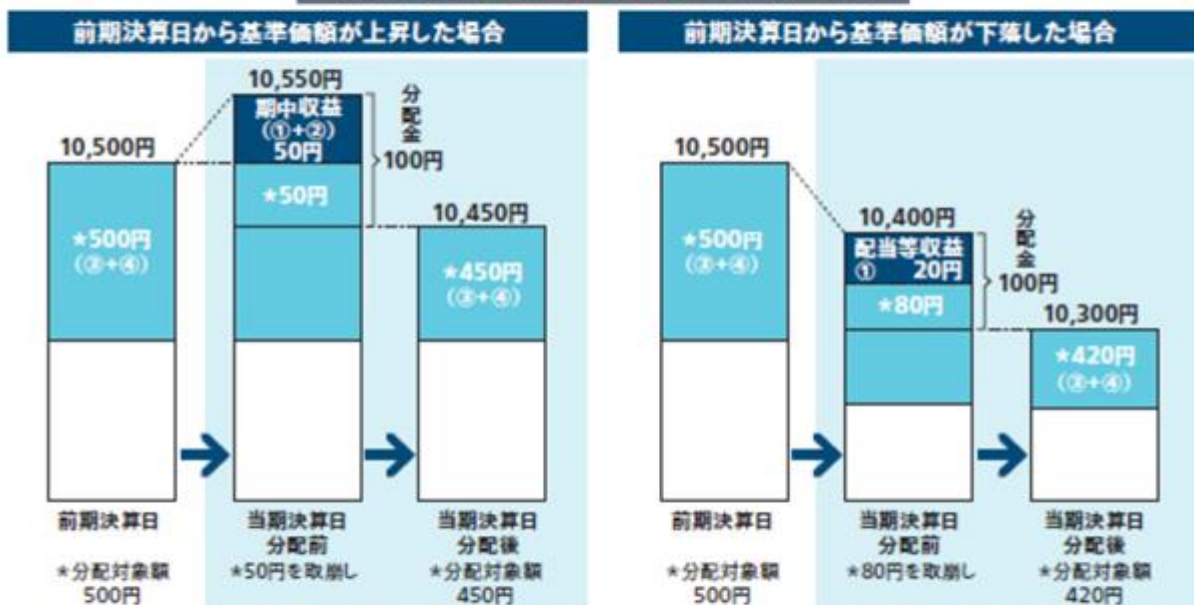 前期決算日から基準価額が上昇した場合
10,550円
期中収益
(①+②)
50円
分配金
100円
10,500円
*50円
10,450円
*500円
(③+④)
*450円
(③+④)
前期決算日
当期決算日
分配前
当期決算日
分配後
*分配対象額
500円
*50円を取崩し
*分配対象額
450円
前期決算日から基準価額が下落した場合
10,500円
10,400円
配当等収益
① 20円
分配金
100円
*500円
(③+④)
*80円
10,300円
*420円
(③+④)
前期決算日
当期決算日
分配前
当期決算日
分配後
*分配対象額
500円
*80円を取崩し
*分配対象額
420円